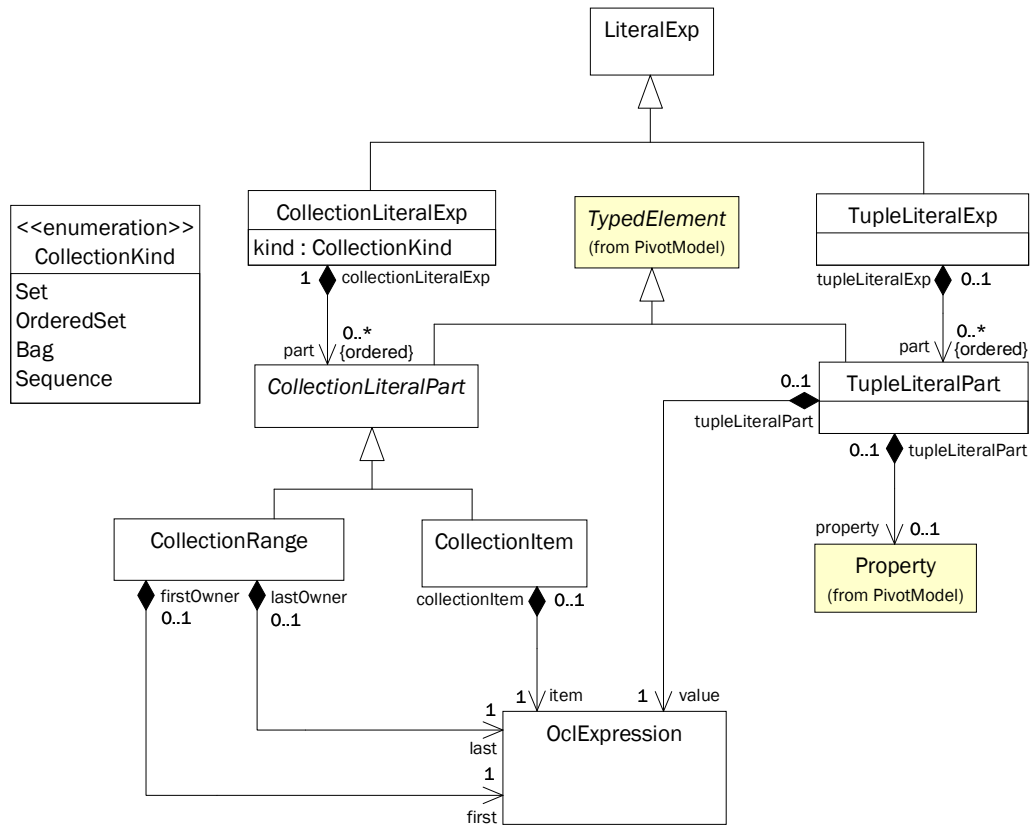 LiteralExp
<<enumeration>>
CollectionKind
Set
OrderedSet
Bag
Sequence
CollectionLiteralExp
kind : CollectionKind
TypedElement
(from PivotModel)
TupleLiteralExp
1
collectionLiteralExp
tupleLiteralExp
0..1
part
0..*
{ordered}
part
0..*
{ordered}
CollectionLiteralPart
0..1
tupleLiteralPart
TupleLiteralPart
0..1
tupleLiteralPart
CollectionRange
CollectionItem
property
0..1
Property
(from PivotModel)
firstOwner
0..1
lastOwner
0..1
collectionItem
0..1
1
item
1
value
OclExpression
1
last
1
first